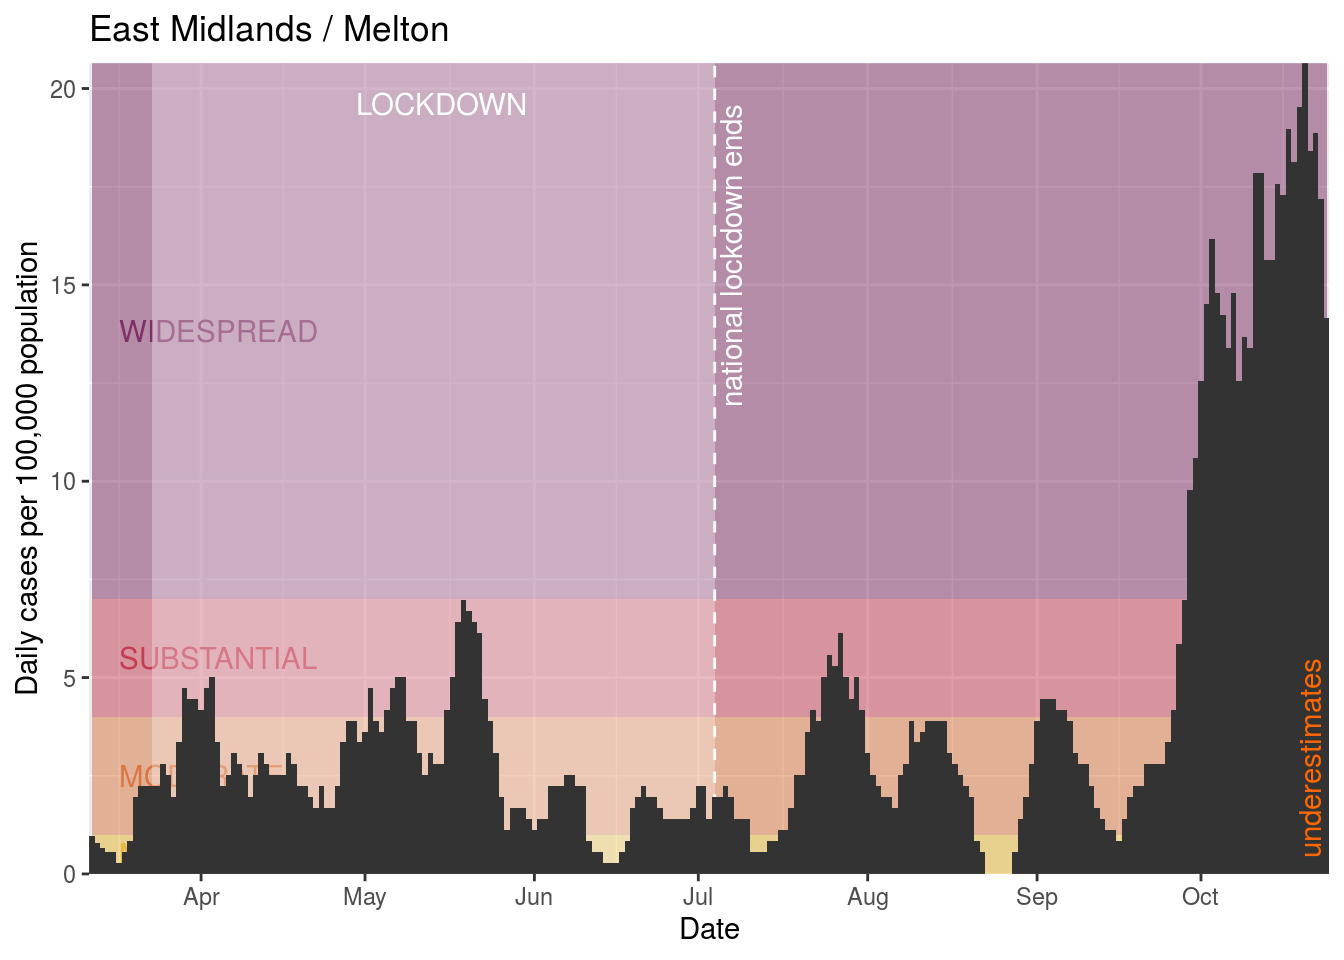 East Midlands / Melton
20
15
10
5
0
Daily cases per 100,000 population
LOCKDOWN
national lockdown ends
WIDESPREAD
SUBSTANTIAL
underestimates
Apr
May
Jun
Jul
Aug
Sep
Oct
Date